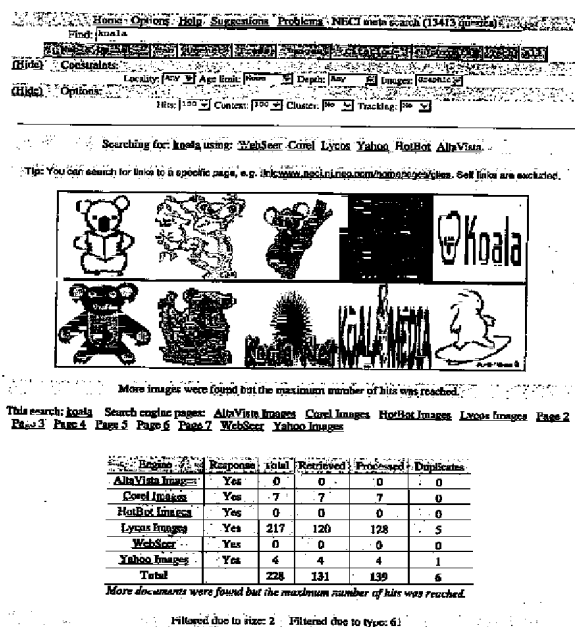 Home Options Help Suggestions Problems NECI meta search (13413 queries)
Find: koala
(Hide) Constraints:
Locality: Any Age limit: None Depth: Any Images: Graphic
(Hide) Options:
Hits: 100 Context: 100 Cluster: No Tracking: No
Searching for: koala using: WebSeer Corel Lycos Yahoo HotBot AltaVista.
Tip: You can search for links to a specific page, e.g. link:www.neci.nj.nec.com/homepages/giles. Self links are excluded.
Koala
More images were found but the maximum number of hits was reached.
This search: koala Search engine pages: AltaVista Images Corel Images HotBot Images Lycos Images Page 2
Page 3 Page 4 Page 5 Page 6 Page 7 WebSeer Yahoo Images
Engine Response Total Retrieved Processed Duplicates
AltaVista Images Yes 0 0 0 0
Corel Images Yes 7 7 7 0
HotBot Images Yes 0 0 0 0
Lycos Images Yes 217 120 128 5
WebSeer Yes 0 0 0 0
Yahoo Images Yes 4 4 4 1
Total 228 131 139 6
More documents were found but the maximum number of hits was reached.
Filtered due to size: 2 Filtered due to type: 61